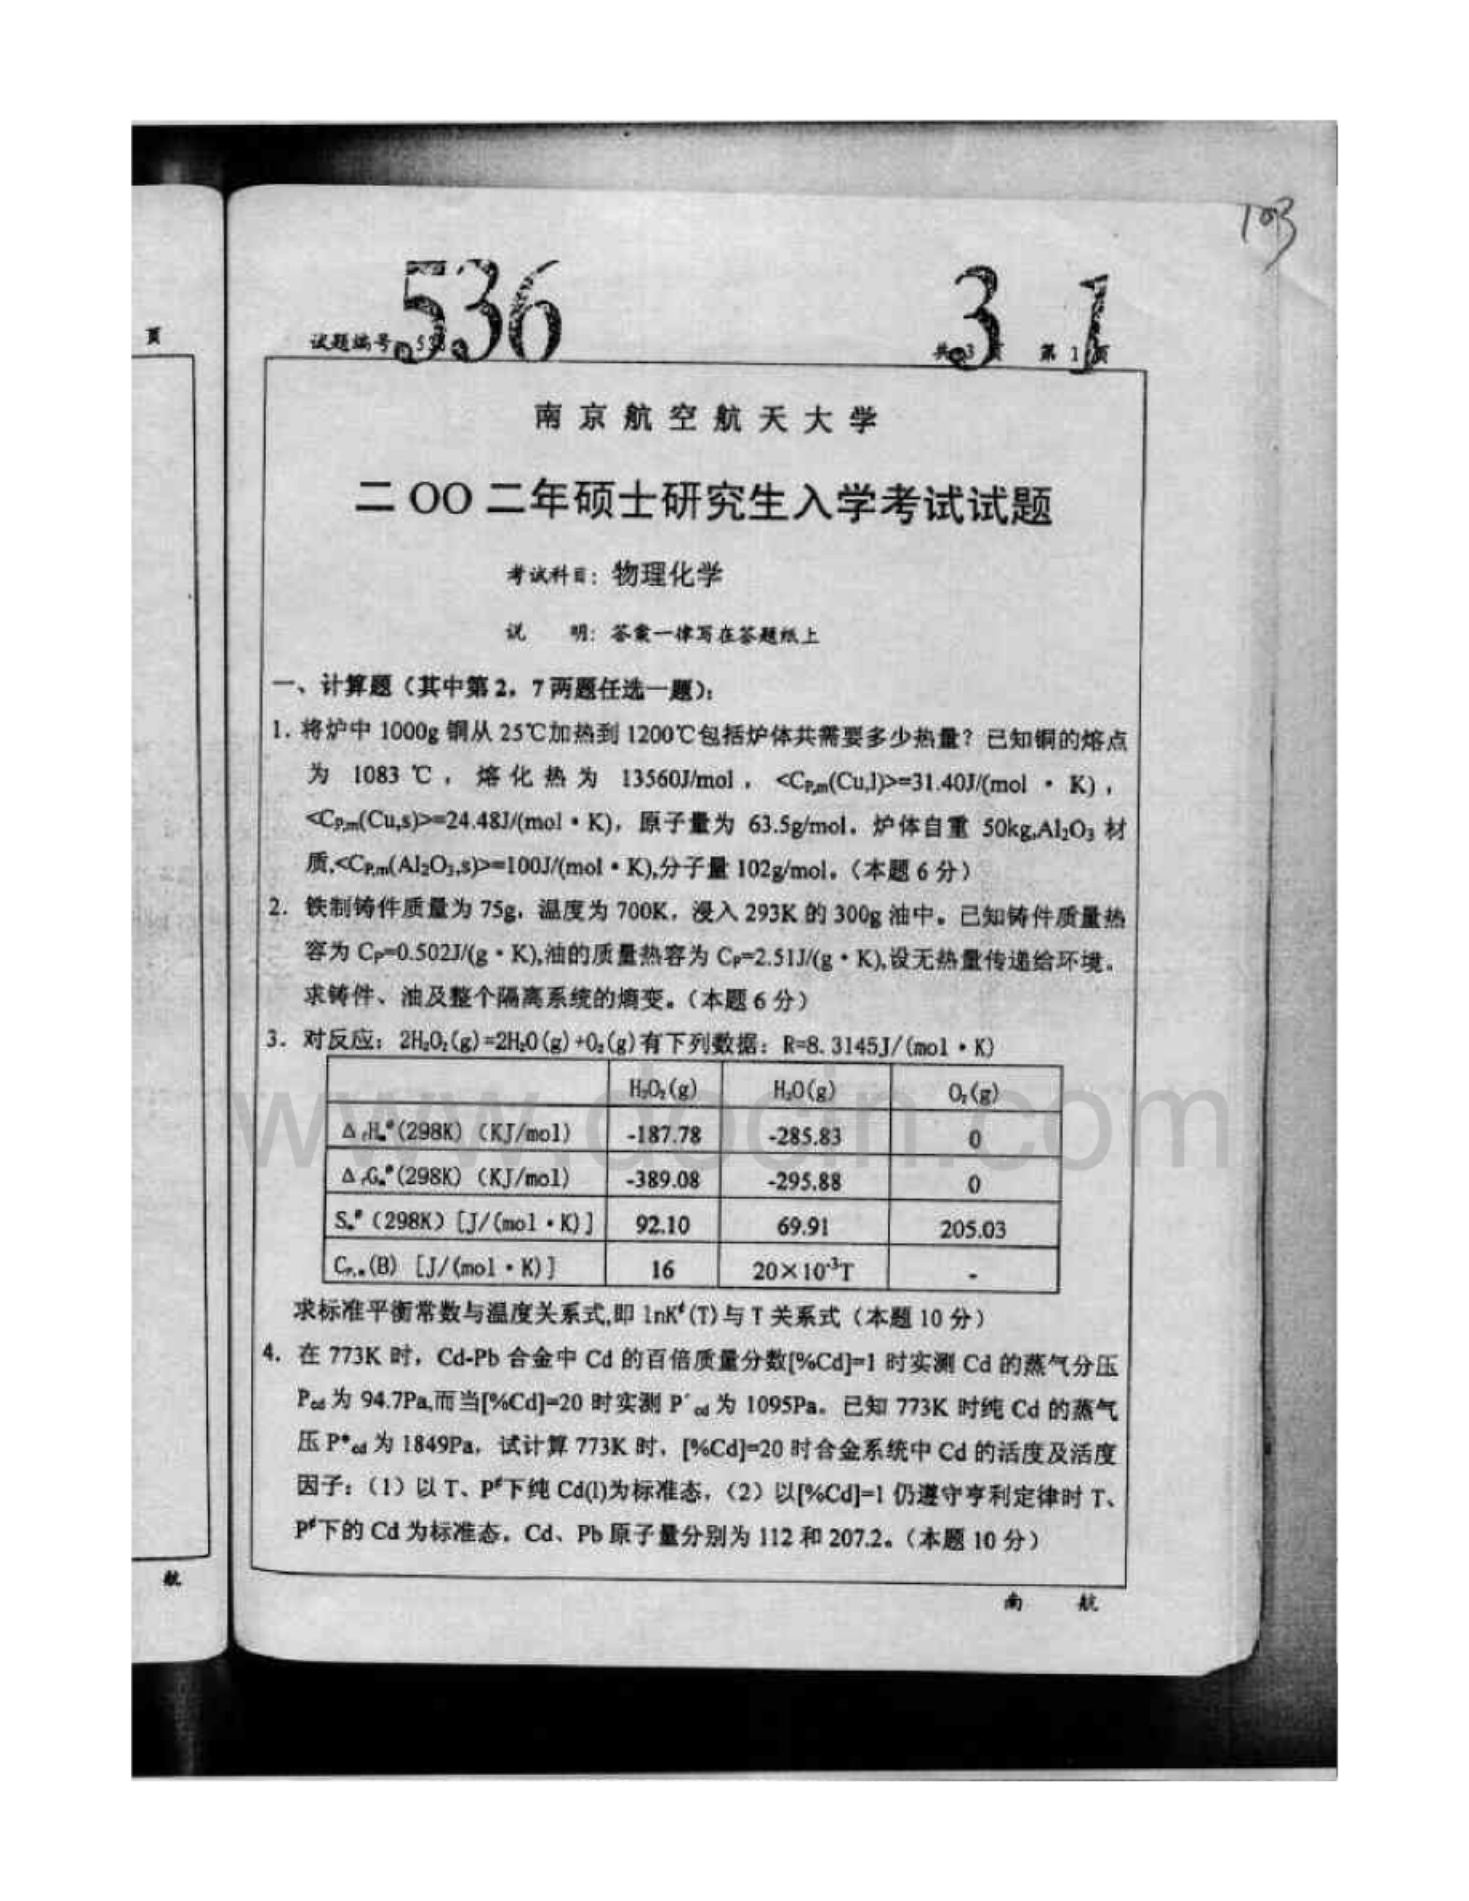 103
536
3 1
页
试题编号:536
共 3 页 第 1 页
南京航空航天大学
二OO二年硕士研究生入学考试试题
考试科目: 物理化学
说 明: 答案一律写在答题纸上
一、计算题(其中第2，7两题任选一题):
1. 将炉中 1000g 铜从 25℃加热到 1200℃包括炉体共需要多少热量？已知铜的熔点
为 1083 ℃ ， 熔化热为 13560J/mol ， <Cp,m(Cu,l)>=31.40J/(mol · K) ，
<Cp,m(Cu,s)>=24.48J/(mol·K)，原子量为 63.5g/mol。炉体自重 50kg,Al₂O₃ 材
质,<Cp,m(Al₂O₃,s)>=100J/(mol·K),分子量 102g/mol。（本题 6 分）
2. 铁制铸件质量为 75g，温度为 700K，浸入 293K 的 300g 油中。已知铸件质量热
容为 Cp=0.502J/(g·K),油的质量热容为 Cp=2.51J/(g·K),设无热量传递给环境。
求铸件、油及整个隔离系统的熵变。（本题 6 分）
3. 对反应：2H₂O₂(g)=2H₂O(g)+O₂(g)有下列数据：R=8.3145J/(mol·K)
H₂O₂(g) H₂O(g) O₂(g)
Δ fHm θ(298K) (KJ/mol) -187.78 -285.83 0
Δ fGm θ(298K) (KJ/mol) -389.08 -295.88 0
Sm θ(298K) [J/(mol·K)] 92.10 69.91 205.03
Cp,m(B) [J/(mol·K)] 16 20×10⁻³T -
求标准平衡常数与温度关系式,即 lnKθ(T)与 T 关系式（本题 10 分）
4. 在 773K 时，Cd-Pb 合金中 Cd 的百倍质量分数[%Cd]=1 时实测 Cd 的蒸气分压
Pcd 为 94.7Pa,而当[%Cd]=20 时实测 P′cd 为 1095Pa。已知 773K 时纯 Cd 的蒸气
压 P*cd 为 1849Pa，试计算 773K 时，[%Cd]=20 时合金系统中 Cd 的活度及活度
因子：（1）以 T、Pθ下纯 Cd(l)为标准态，（2）以[%Cd]=1 仍遵守亨利定律时 T、
Pθ下的 Cd 为标准态。Cd、Pb 原子量分别为 112 和 207.2。（本题 10 分）
航
南 航
www.docin.com